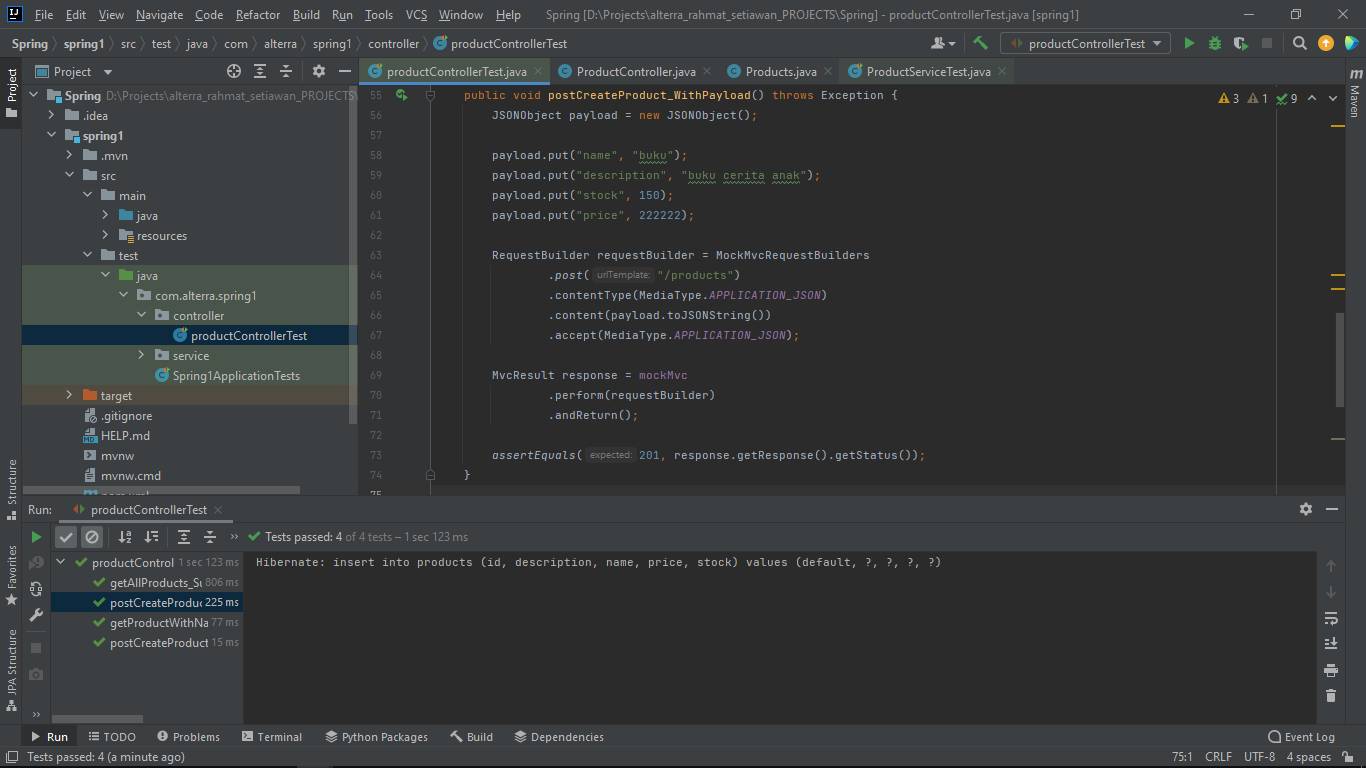 File Edit View Navigate Code Refactor Build Run Tools VCS Window Help Spring [D:\Projects\alterra_rahmat_setiawan_PROJECTS\Spring] - productControllerTest.java [spring1]
Spring spring1 src test java com alterra spring1 controller productControllerTest productControllerTest
Project productControllerTest.java ProductController.java Products.java ProductServiceTest.java
Spring D:\Projects\alterra_rahmat_setiawan_PROJECTS\
.idea
spring1
.mvn
src
main
java
resources
test
java
com.alterra.spring1
controller
productControllerTest
service
Spring1ApplicationTests
target
.gitignore
HELP.md
mvnw
mvnw.cmd
pom.xml
Project
Structure
Favorites
JPA Structure
55 public void postCreateProduct_WithPayload() throws Exception {
56 JSONObject payload = new JSONObject();
57
58 payload.put("name", "buku");
59 payload.put("description", "buku cerita anak");
60 payload.put("stock", 150);
61 payload.put("price", 222222);
62
63 RequestBuilder requestBuilder = MockMvcRequestBuilders
64 .post( urlTemplate: "/products")
65 .contentType(MediaType.APPLICATION_JSON)
66 .content(payload.toJSONString())
67 .accept(MediaType.APPLICATION_JSON);
68
69 MvcResult response = mockMvc
70 .perform(requestBuilder)
71 .andReturn();
72
73 assertEquals( expected: 201, response.getResponse().getStatus());
74 }
75
3 1 9
m
Maven
Run: productControllerTest
Tests passed: 4 of 4 tests – 1 sec 123 ms
productControl 1 sec 123 ms
getAllProducts_Su 806 ms
postCreateProduc 225 ms
getProductWithNa 77 ms
postCreateProduct 15 ms
Hibernate: insert into products (id, description, name, price, stock) values (default, ?, ?, ?, ?)
Run TODO Problems Terminal Python Packages Build Dependencies Event Log
Tests passed: 4 (a minute ago) 75:1 CRLF UTF-8 4 spaces